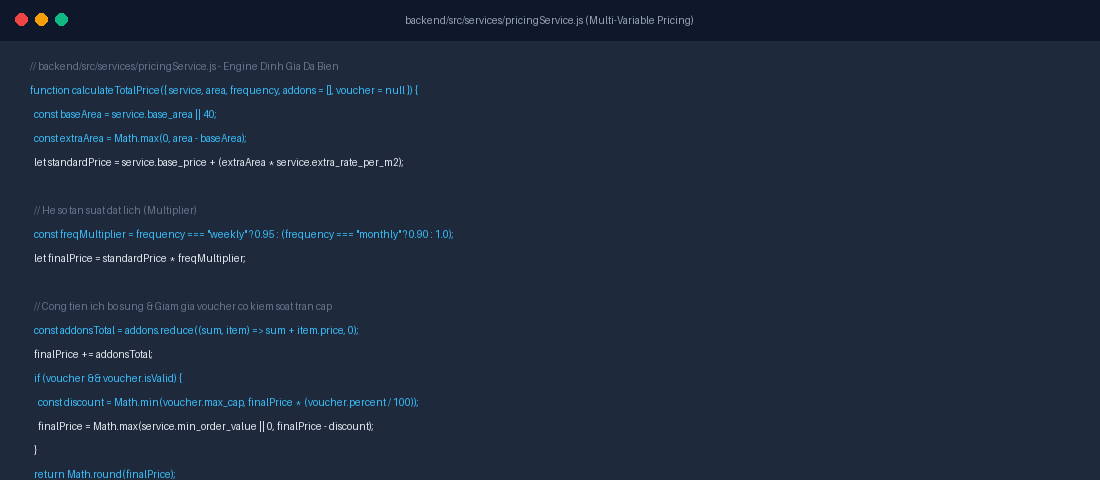 backend/src/services/pricingService.js (Multi-Variable Pricing)
// backend/src/services/pricingService.js - Engine Dinh Gia Da Bien
function calculateTotalPrice({ service, area, frequency, addons = [], voucher = null }) {
const baseArea = service.base_area || 40;
const extraArea = Math.max(0, area - baseArea);
let standardPrice = service.base_price + (extraArea * service.extra_rate_per_m2);
// He so tan suat dat lich (Multiplier)
const freqMultiplier = frequency === "weekly" ? 0.95 : (frequency === "monthly" ? 0.90 : 1.0);
let finalPrice = standardPrice * freqMultiplier;
// Cong tien ich bo sung & Giam gia voucher co kiem soat tran cap
const addonsTotal = addons.reduce((sum, item) => sum + item.price, 0);
finalPrice += addonsTotal;
if (voucher && voucher.isValid) {
const discount = Math.min(voucher.max_cap, finalPrice * (voucher.percent / 100));
finalPrice = Math.max(service.min_order_value || 0, finalPrice - discount);
}
return Math.round(finalPrice);